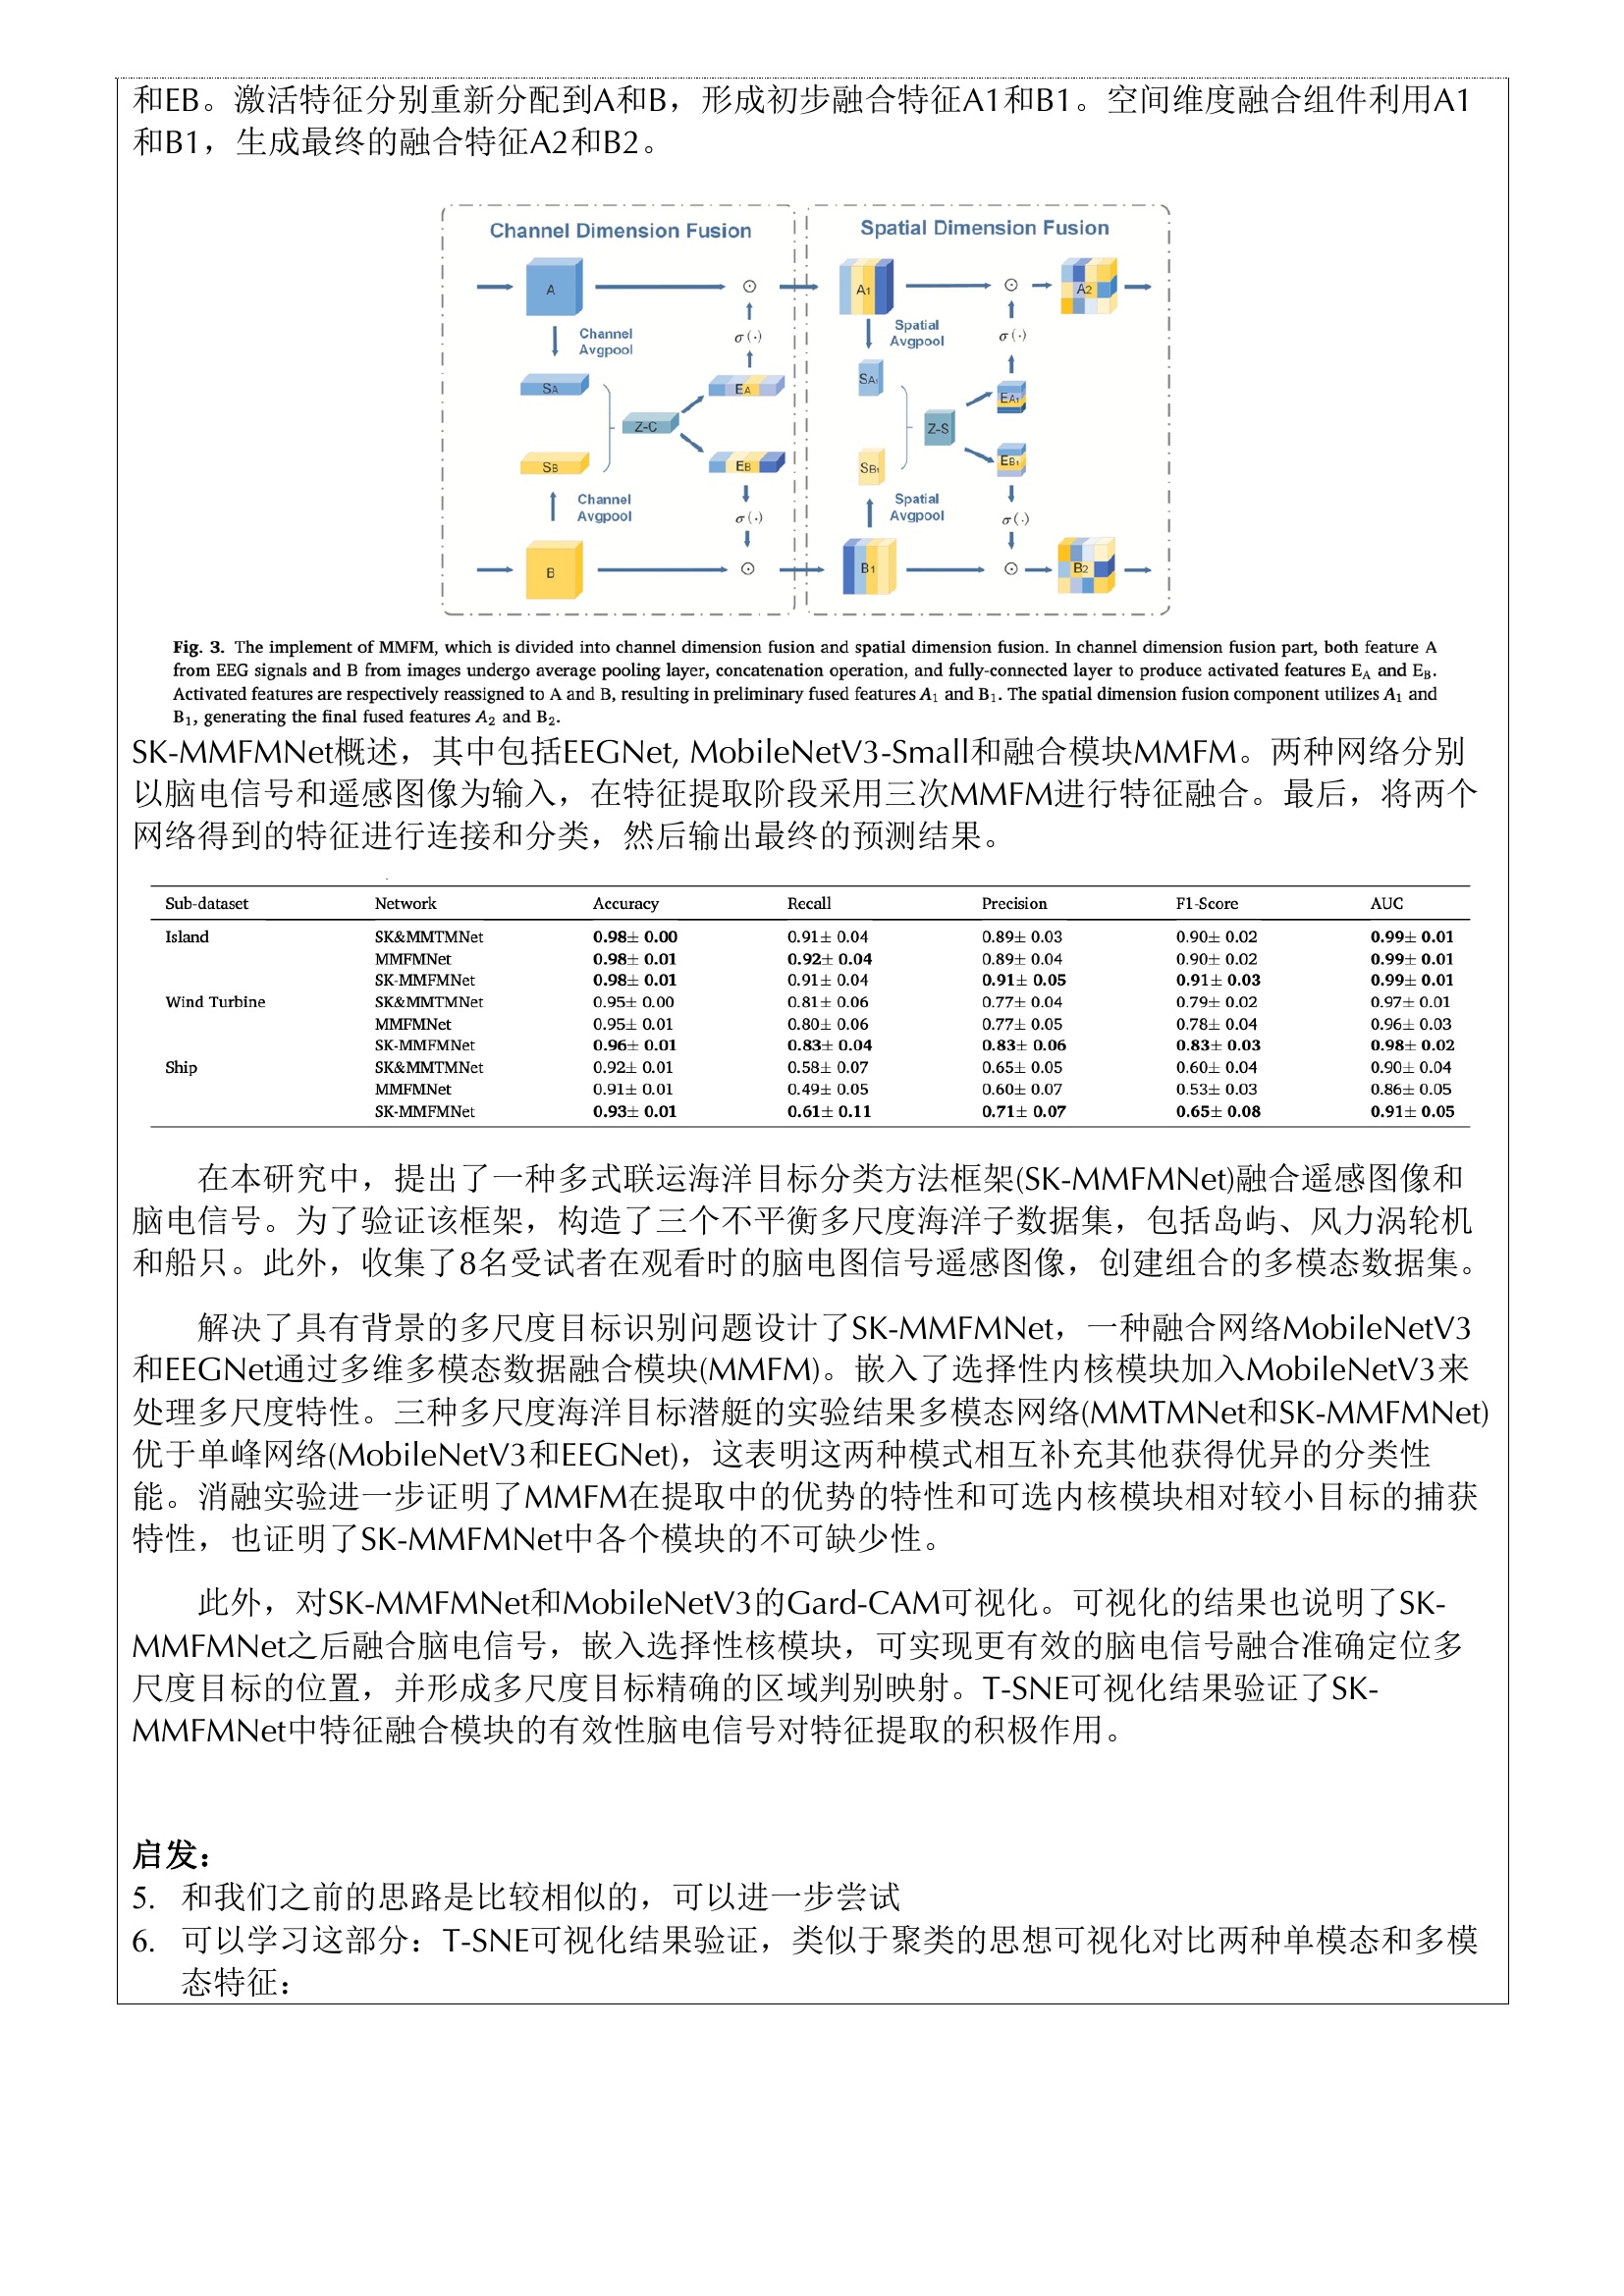 和EB。激活特征分别重新分配到A和B，形成初步融合特征A1和B1。空间维度融合组件利用A1
和B1，生成最终的融合特征A2和B2。
Channel Dimension Fusion
Spatial Dimension Fusion
A
⊙
A1
⊙
A2
Channel
Avgpool
σ(·)
Spatial
Avgpool
σ(·)
SA
EA
SA1
EA1
Z-C
Z-S
SB
EB
SB1
EB1
Channel
Avgpool
σ(·)
Spatial
Avgpool
σ(·)
B
⊙
B1
⊙
B2
Fig. 3. The implement of MMFM, which is divided into channel dimension fusion and spatial dimension fusion. In channel dimension fusion part, both feature A
from EEG signals and B from images undergo average pooling layer, concatenation operation, and fully-connected layer to produce activated features EA and EB.
Activated features are respectively reassigned to A and B, resulting in preliminary fused features A1 and B1. The spatial dimension fusion component utilizes A1 and
B1, generating the final fused features A2 and B2.
SK-MMFMNet概述，其中包括EEGNet, MobileNetV3-Small和融合模块MMFM。两种网络分别
以脑电信号和遥感图像为输入，在特征提取阶段采用三次MMFM进行特征融合。最后，将两个
网络得到的特征进行连接和分类，然后输出最终的预测结果。
Sub-dataset Network Accuracy Recall Precision F1-Score AUC
Island SK&MMTMNet 0.98± 0.00 0.91± 0.04 0.89± 0.03 0.90± 0.02 0.99± 0.01
MMFMNet 0.98± 0.01 0.92± 0.04 0.89± 0.04 0.90± 0.02 0.99± 0.01
SK-MMFMNet 0.98± 0.01 0.91± 0.04 0.91± 0.05 0.91± 0.03 0.99± 0.01
Wind Turbine SK&MMTMNet 0.95± 0.00 0.81± 0.06 0.77± 0.04 0.79± 0.02 0.97± 0.01
MMFMNet 0.95± 0.01 0.80± 0.06 0.77± 0.05 0.78± 0.04 0.96± 0.03
SK-MMFMNet 0.96± 0.01 0.83± 0.04 0.83± 0.06 0.83± 0.03 0.98± 0.02
Ship SK&MMTMNet 0.92± 0.01 0.58± 0.07 0.65± 0.05 0.60± 0.04 0.90± 0.04
MMFMNet 0.91± 0.01 0.49± 0.05 0.60± 0.07 0.53± 0.03 0.86± 0.05
SK-MMFMNet 0.93± 0.01 0.61± 0.11 0.71± 0.07 0.65± 0.08 0.91± 0.05
在本研究中，提出了一种多式联运海洋目标分类方法框架(SK-MMFMNet)融合遥感图像和
脑电信号。为了验证该框架，构造了三个不平衡多尺度海洋子数据集，包括岛屿、风力涡轮机
和船只。此外，收集了8名受试者在观看时的脑电图信号遥感图像，创建组合的多模态数据集。
解决了具有背景的多尺度目标识别问题设计了SK-MMFMNet，一种融合网络MobileNetV3
和EEGNet通过多维多模态数据融合模块(MMFM)。嵌入了选择性内核模块加入MobileNetV3来
处理多尺度特性。三种多尺度海洋目标潜艇的实验结果多模态网络(MMTMNet和SK-MMFMNet)
优于单峰网络(MobileNetV3和EEGNet)，这表明这两种模式相互补充其他获得优异的分类性
能。消融实验进一步证明了MMFM在提取中的优势的特性和可选内核模块相对较小目标的捕获
特性，也证明了SK-MMFMNet中各个模块的不可缺少性。
此外，对SK-MMFMNet和MobileNetV3的Gard-CAM可视化。可视化的结果也说明了SK-
MMFMNet之后融合脑电信号，嵌入选择性核模块，可实现更有效的脑电信号融合准确定位多
尺度目标的位置，并形成多尺度目标精确的区域判别映射。T-SNE可视化结果验证了SK-
MMFMNet中特征融合模块的有效性脑电信号对特征提取的积极作用。
启发：
5. 和我们之前的思路是比较相似的，可以进一步尝试
6. 可以学习这部分：T-SNE可视化结果验证，类似于聚类的思想可视化对比两种单模态和多模
态特征：